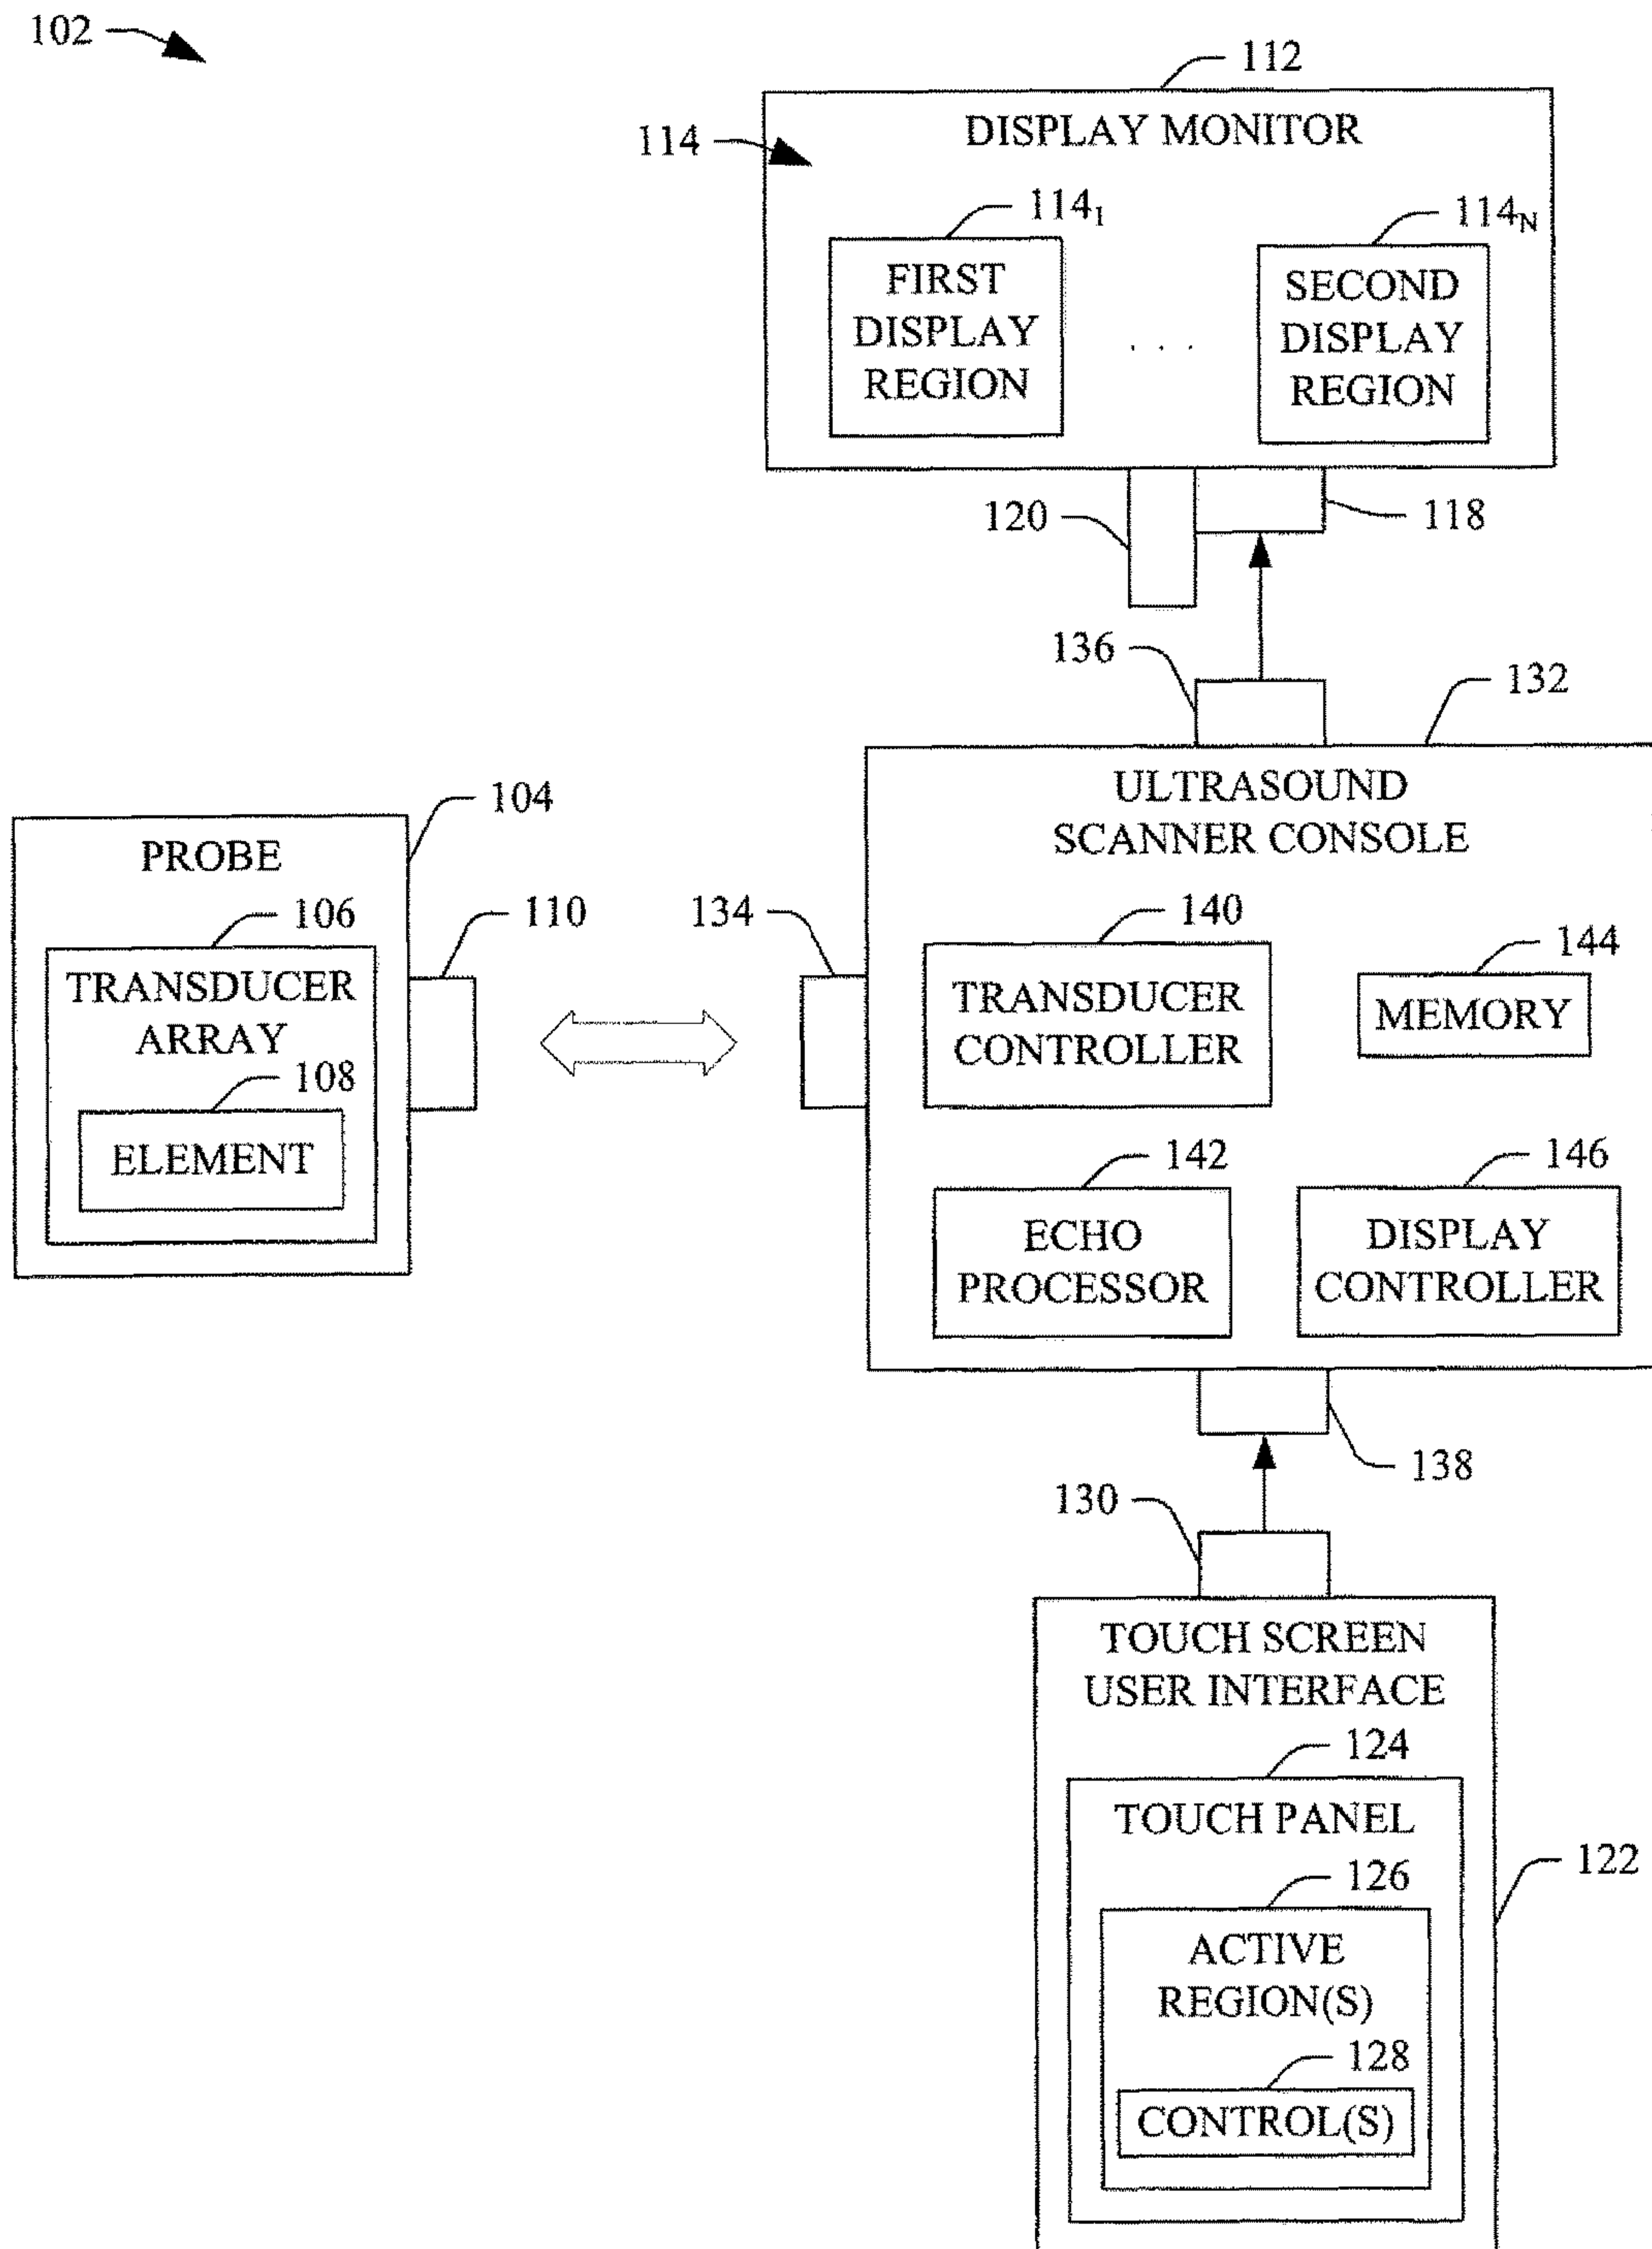 102
112
DISPLAY MONITOR
114
114₁
FIRST
DISPLAY
REGION
. . .
114N
SECOND
DISPLAY
REGION
120
118
136
132
ULTRASOUND
SCANNER CONSOLE
104
PROBE
106
TRANSDUCER
ARRAY
108
ELEMENT
110
134
140
TRANSDUCER
CONTROLLER
144
MEMORY
142
ECHO
PROCESSOR
146
DISPLAY
CONTROLLER
138
130
TOUCH SCREEN
USER INTERFACE
124
TOUCH PANEL
122
126
ACTIVE
REGION(S)
128
CONTROL(S)